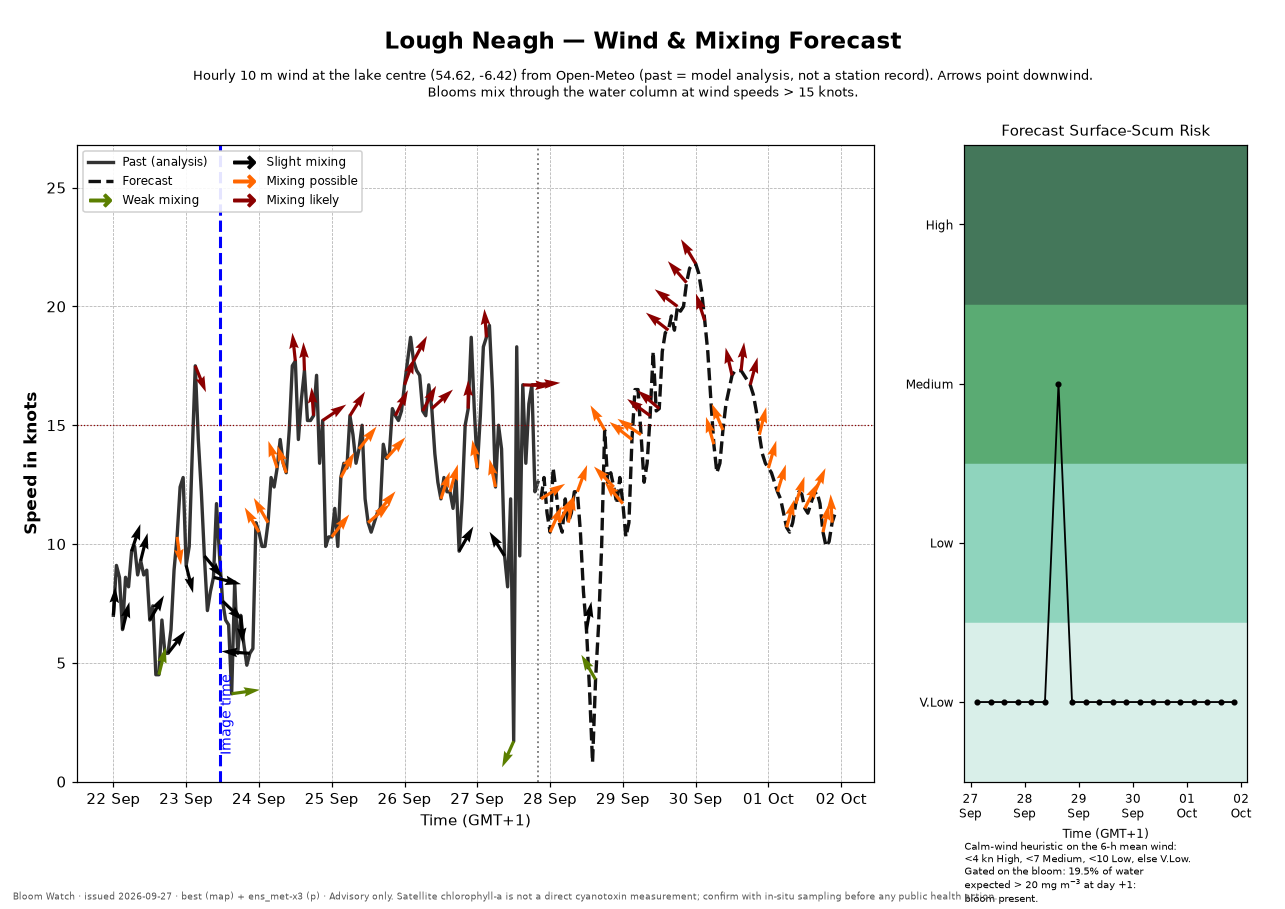 Lough Neagh — Wind & Mixing Forecast
Hourly 10 m wind at the lake centre (54.62, -6.42) from Open-Meteo (past = model analysis, not a station record). Arrows point downwind.
Blooms mix through the water column at wind speeds > 15 knots.
Past (analysis)
Forecast
Weak mixing
Slight mixing
Mixing possible
Mixing likely
Speed in knots
25
20
15
10
5
0
Image time
22 Sep
23 Sep
24 Sep
25 Sep
26 Sep
27 Sep
28 Sep
29 Sep
30 Sep
01 Oct
02 Oct
Time (GMT+1)
Forecast Surface-Scum Risk
High
Medium
Low
V.Low
27 Sep
28 Sep
29 Sep
30 Sep
01 Oct
02 Oct
Time (GMT+1)
Calm-wind heuristic on the 6-h mean wind:
<4 kn High, <7 Medium, <10 Low, else V.Low.
Gated on the bloom: 19.5% of water
expected > 20 mg m⁻³ at day +1:
bloom present.
Bloom Watch · issued 2026-09-27 · best (map) + ens_met-x3 (p) · Advisory only. Satellite chlorophyll-a is not a direct cyanotoxin measurement; confirm with in-situ sampling before any public health action.